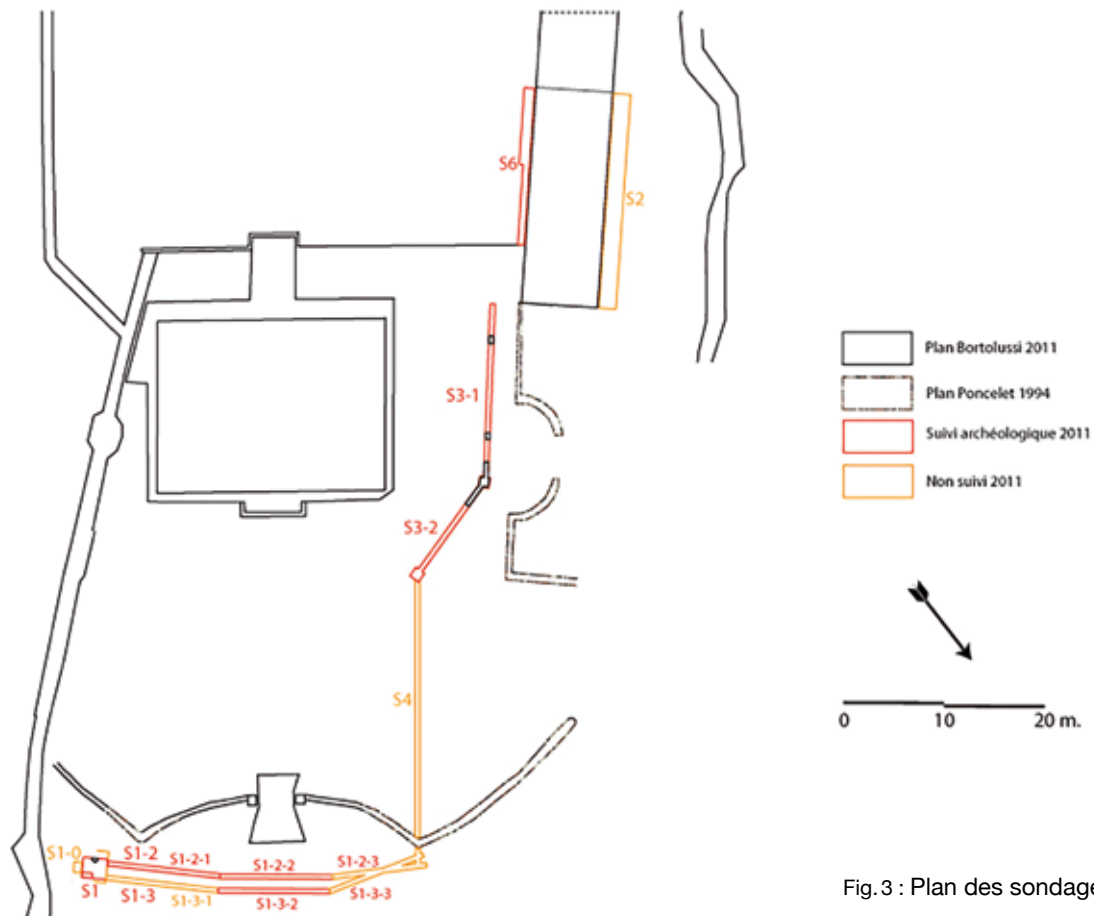 S6
S2
S3-1
S3-2
S4
S1-0
S1-2
S1-2-1
S1-2-2
S1-2-3
S1
S1-3
S1-3-1
S1-3-2
S1-3-3
Plan Bortolussi 2011
Plan Poncelet 1994
Suivi archéologique 2011
Non suivi 2011
0 10 20 m.
Fig. 3 : Plan des sondage